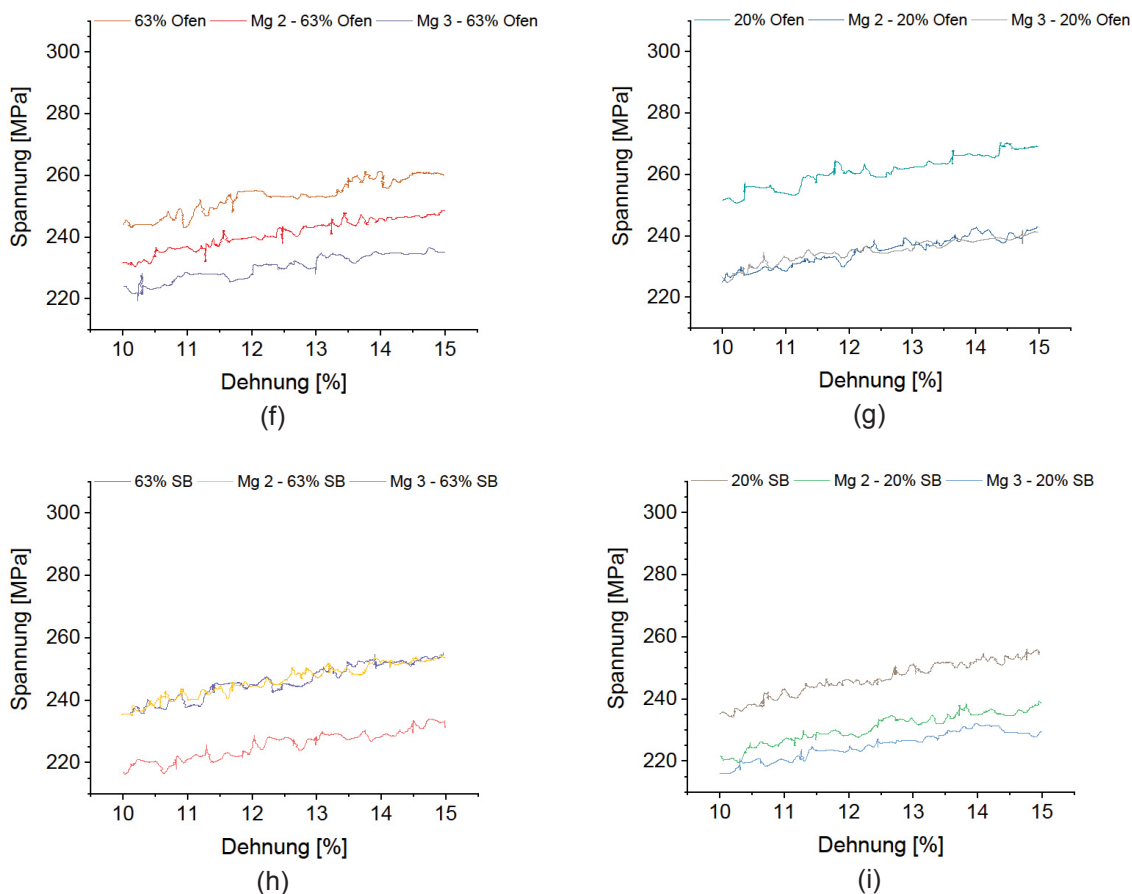 63% Ofen Mg 2 - 63% Ofen Mg 3 - 63% Ofen
300
280
260
240
220
Spannung [MPa]
10 11 12 13 14 15
Dehnung [%]
(f)
20% Ofen Mg 2 - 20% Ofen Mg 3 - 20% Ofen
300
280
260
240
220
Spannung [MPa]
10 11 12 13 14 15
Dehnung [%]
(g)
63% SB Mg 2 - 63% SB Mg 3 - 63% SB
300
280
260
240
220
Spannung [MPa]
10 11 12 13 14 15
Dehnung [%]
(h)
20% SB Mg 2 - 20% SB Mg 3 - 20% SB
300
280
260
240
220
Spannung [MPa]
10 11 12 13 14 15
Dehnung [%]
(i)